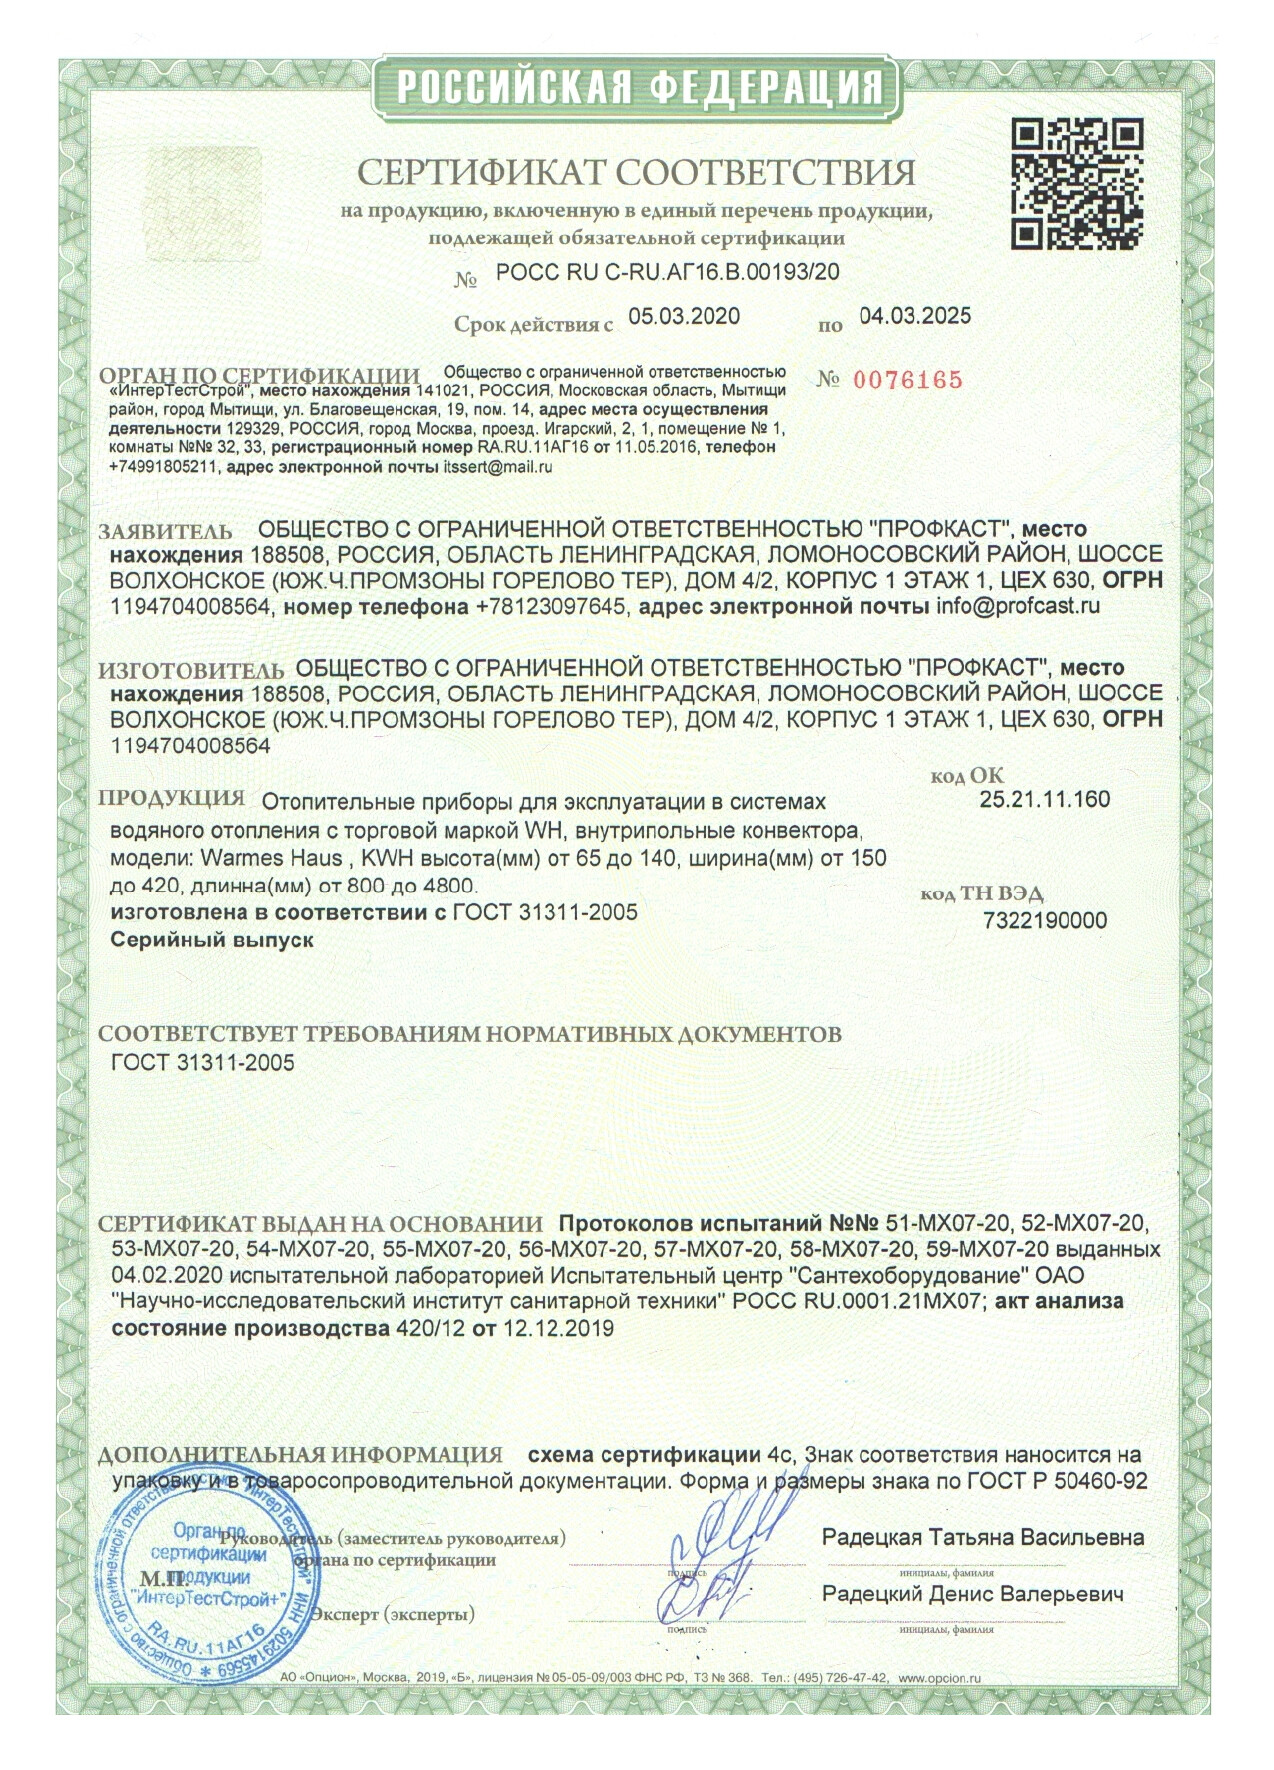 РОССИЙСКАЯ ФЕДЕРАЦИЯ
СЕРТИФИКАТ СООТВЕТСТВИЯ
на продукцию, включенную в единый перечень продукции,
подлежащей обязательной сертификации
№ РОСС RU C-RU.АГ16.В.00193/20
Срок действия с 05.03.2020 по 04.03.2025
ОРГАН ПО СЕРТИФИКАЦИИ Общество с ограниченной ответственностью
№ 0076165
«ИнтерТестСтрой", место нахождения 141021, РОССИЯ, Московская область, Мытищи
район, город Мытищи, ул. Благовещенская, 19, пом. 14, адрес места осуществления
деятельности 129329, РОССИЯ, город Москва, проезд. Игарский, 2, 1, помещение № 1,
комнаты №№ 32, 33, регистрационный номер RA.RU.11АГ16 от 11.05.2016, телефон
+74991805211, адрес электронной почты itssert@mail.ru
ЗАЯВИТЕЛЬ ОБЩЕСТВО С ОГРАНИЧЕННОЙ ОТВЕТСТВЕННОСТЬЮ "ПРОФКАСТ", место
нахождения 188508, РОССИЯ, ОБЛАСТЬ ЛЕНИНГРАДСКАЯ, ЛОМОНОСОВСКИЙ РАЙОН, ШОССЕ
ВОЛХОНСКОЕ (ЮЖ.Ч.ПРОМЗОНЫ ГОРЕЛОВО ТЕР), ДОМ 4/2, КОРПУС 1 ЭТАЖ 1, ЦЕХ 630, ОГРН
1194704008564, номер телефона +78123097645, адрес электронной почты info@profcast.ru
ИЗГОТОВИТЕЛЬ ОБЩЕСТВО С ОГРАНИЧЕННОЙ ОТВЕТСТВЕННОСТЬЮ "ПРОФКАСТ", место
нахождения 188508, РОССИЯ, ОБЛАСТЬ ЛЕНИНГРАДСКАЯ, ЛОМОНОСОВСКИЙ РАЙОН, ШОССЕ
ВОЛХОНСКОЕ (ЮЖ.Ч.ПРОМЗОНЫ ГОРЕЛОВО ТЕР), ДОМ 4/2, КОРПУС 1 ЭТАЖ 1, ЦЕХ 630, ОГРН
1194704008564
код ОК
25.21.11.160
ПРОДУКЦИЯ Отопительные приборы для эксплуатации в системах
водяного отопления с торговой маркой WH, внутрипольные конвектора,
модели: Warmes Haus , KWH высота(мм) от 65 до 140, ширина(мм) от 150
до 420, длинна(мм) от 800 до 4800.
код ТН ВЭД
7322190000
изготовлена в соответствии с ГОСТ 31311-2005
Серийный выпуск
СООТВЕТСТВУЕТ ТРЕБОВАНИЯМ НОРМАТИВНЫХ ДОКУМЕНТОВ
ГОСТ 31311-2005
СЕРТИФИКАТ ВЫДАН НА ОСНОВАНИИ Протоколов испытаний №№ 51-МХ07-20, 52-МХ07-20,
53-МХ07-20, 54-МХ07-20, 55-МХ07-20, 56-МХ07-20, 57-МХ07-20, 58-МХ07-20, 59-МХ07-20 выданных
04.02.2020 испытательной лабораторией Испытательный центр "Сантехоборудование" ОАО
"Научно-исследовательский институт санитарной техники" РОСС RU.0001.21МХ07; акт анализа
состояние производства 420/12 от 12.12.2019
ДОПОЛНИТЕЛЬНАЯ ИНФОРМАЦИЯ схема сертификации 4с, Знак соответствия наносится на
упаковку и в товаросопроводительной документации. Форма и размеры знака по ГОСТ Р 50460-92
Руководитель (заместитель руководителя)
органа по сертификации
подпись
Радецкая Татьяна Васильевна
инициалы, фамилия
М.П.
Эксперт (эксперты)
подпись
Радецкий Денис Валерьевич
инициалы, фамилия
Общество с ограниченной ответственностью "ИнтерТестСтрой" ИНН 5029145569 *
Орган по
сертификации
продукции
"ИнтерТестСтрой+"
RA.RU.11АГ16
АО «Опцион», Москва, 2019, «Б», лицензия № 05-05-09/003 ФНС РФ, ТЗ № 368. Тел.: (495) 726-47-42, www.opcion.ru